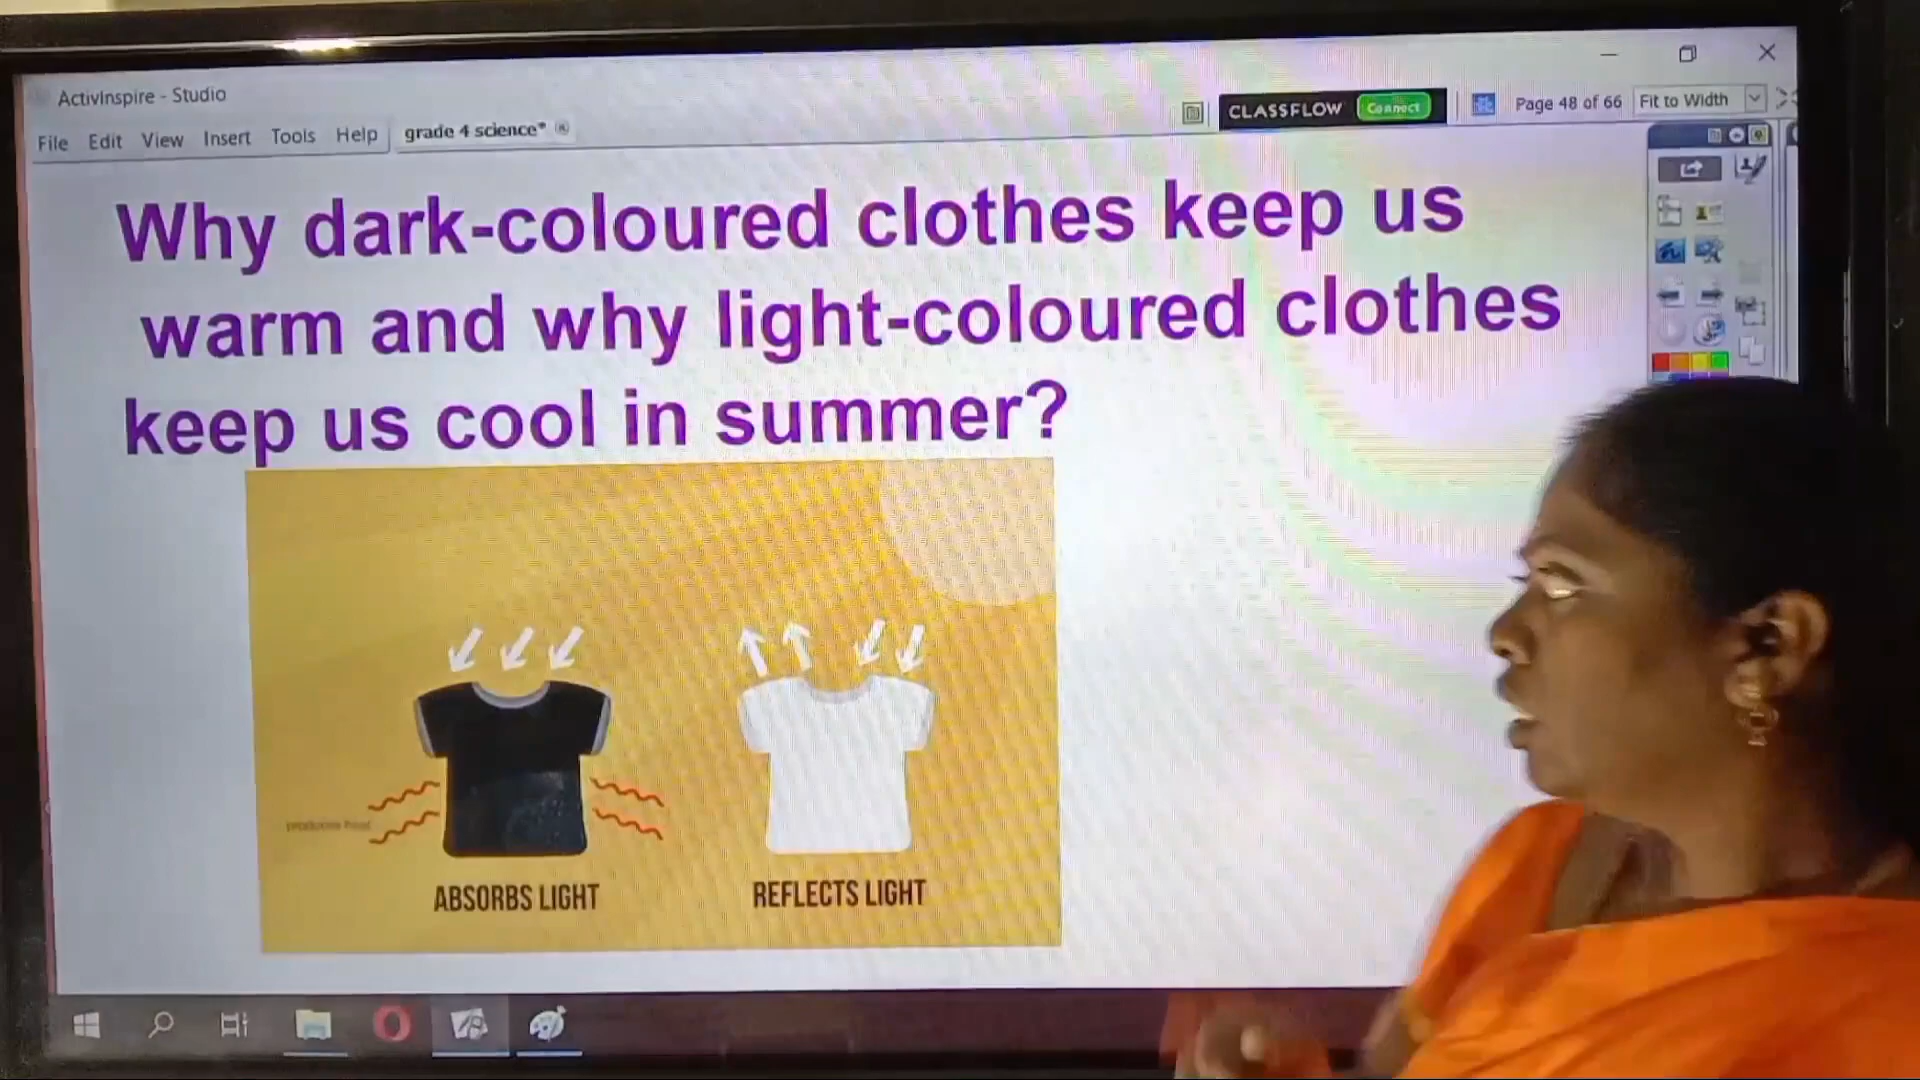 ActivInspire - Studio
CLASSFLOW Connect Page 48 of 66 Fit to Width
File Edit View Insert Tools Help grade 4 science*
Why dark-coloured clothes keep us
warm and why light-coloured clothes
keep us cool in summer?
ABSORBS LIGHT REFLECTS LIGHT